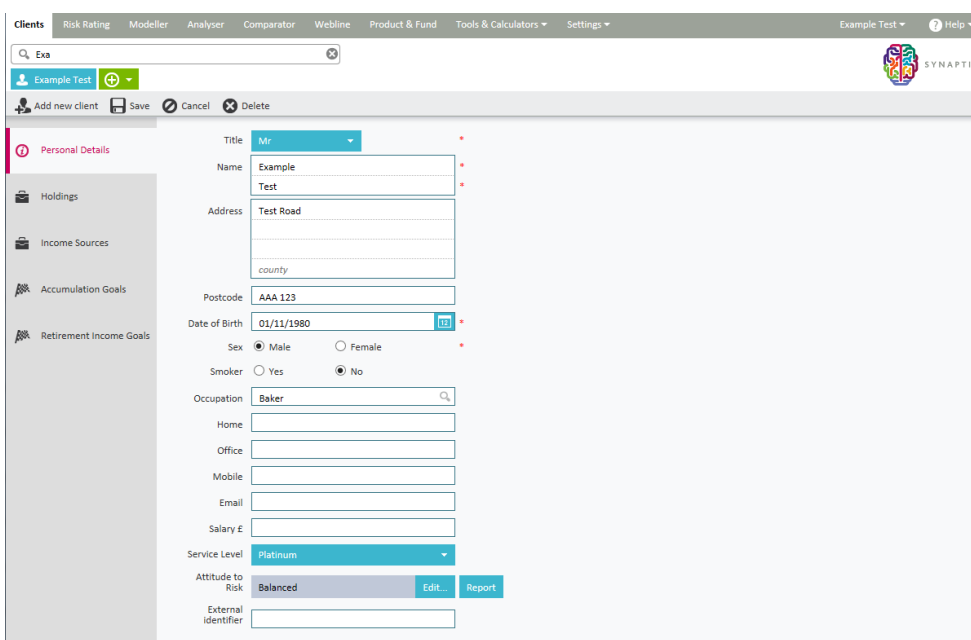 Clients Risk Rating Modeller Analyser Comparator Webline Product & Fund Tools & Calculators Settings Example Test Help
Exa
SYNAPTI
Example Test
Add new client Save Cancel Delete
Personal Details
Holdings
Income Sources
Accumulation Goals
Retirement Income Goals
Title Mr *
Name Example *
Test *
Address Test Road
county
Postcode AAA 123
Date of Birth 01/11/1980 12 *
Sex Male Female *
Smoker Yes No
Occupation Baker
Home
Office
Mobile
Email
Salary £
Service Level Platinum
Attitude to
Risk Balanced Edit... Report
External
identifier